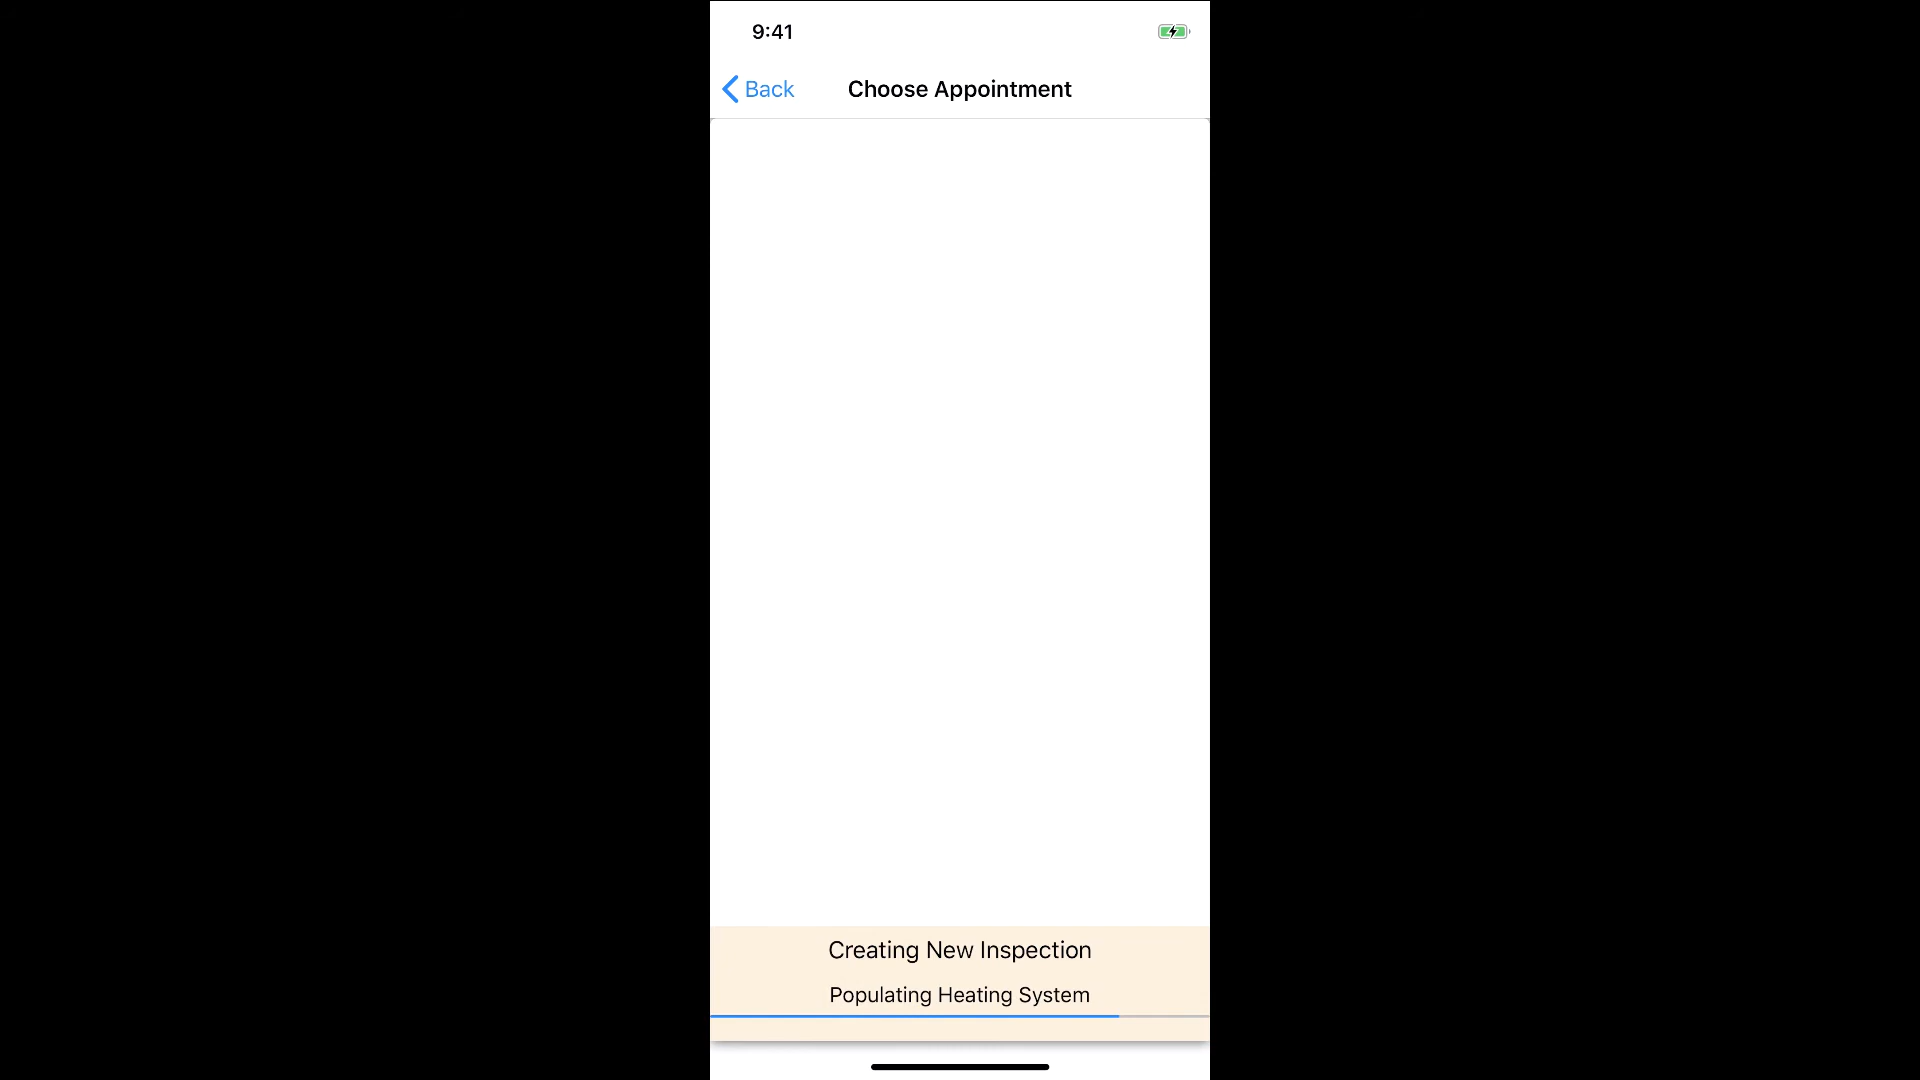 9:41
Back
Choose Appointment
Creating New Inspection
Populating Heating System